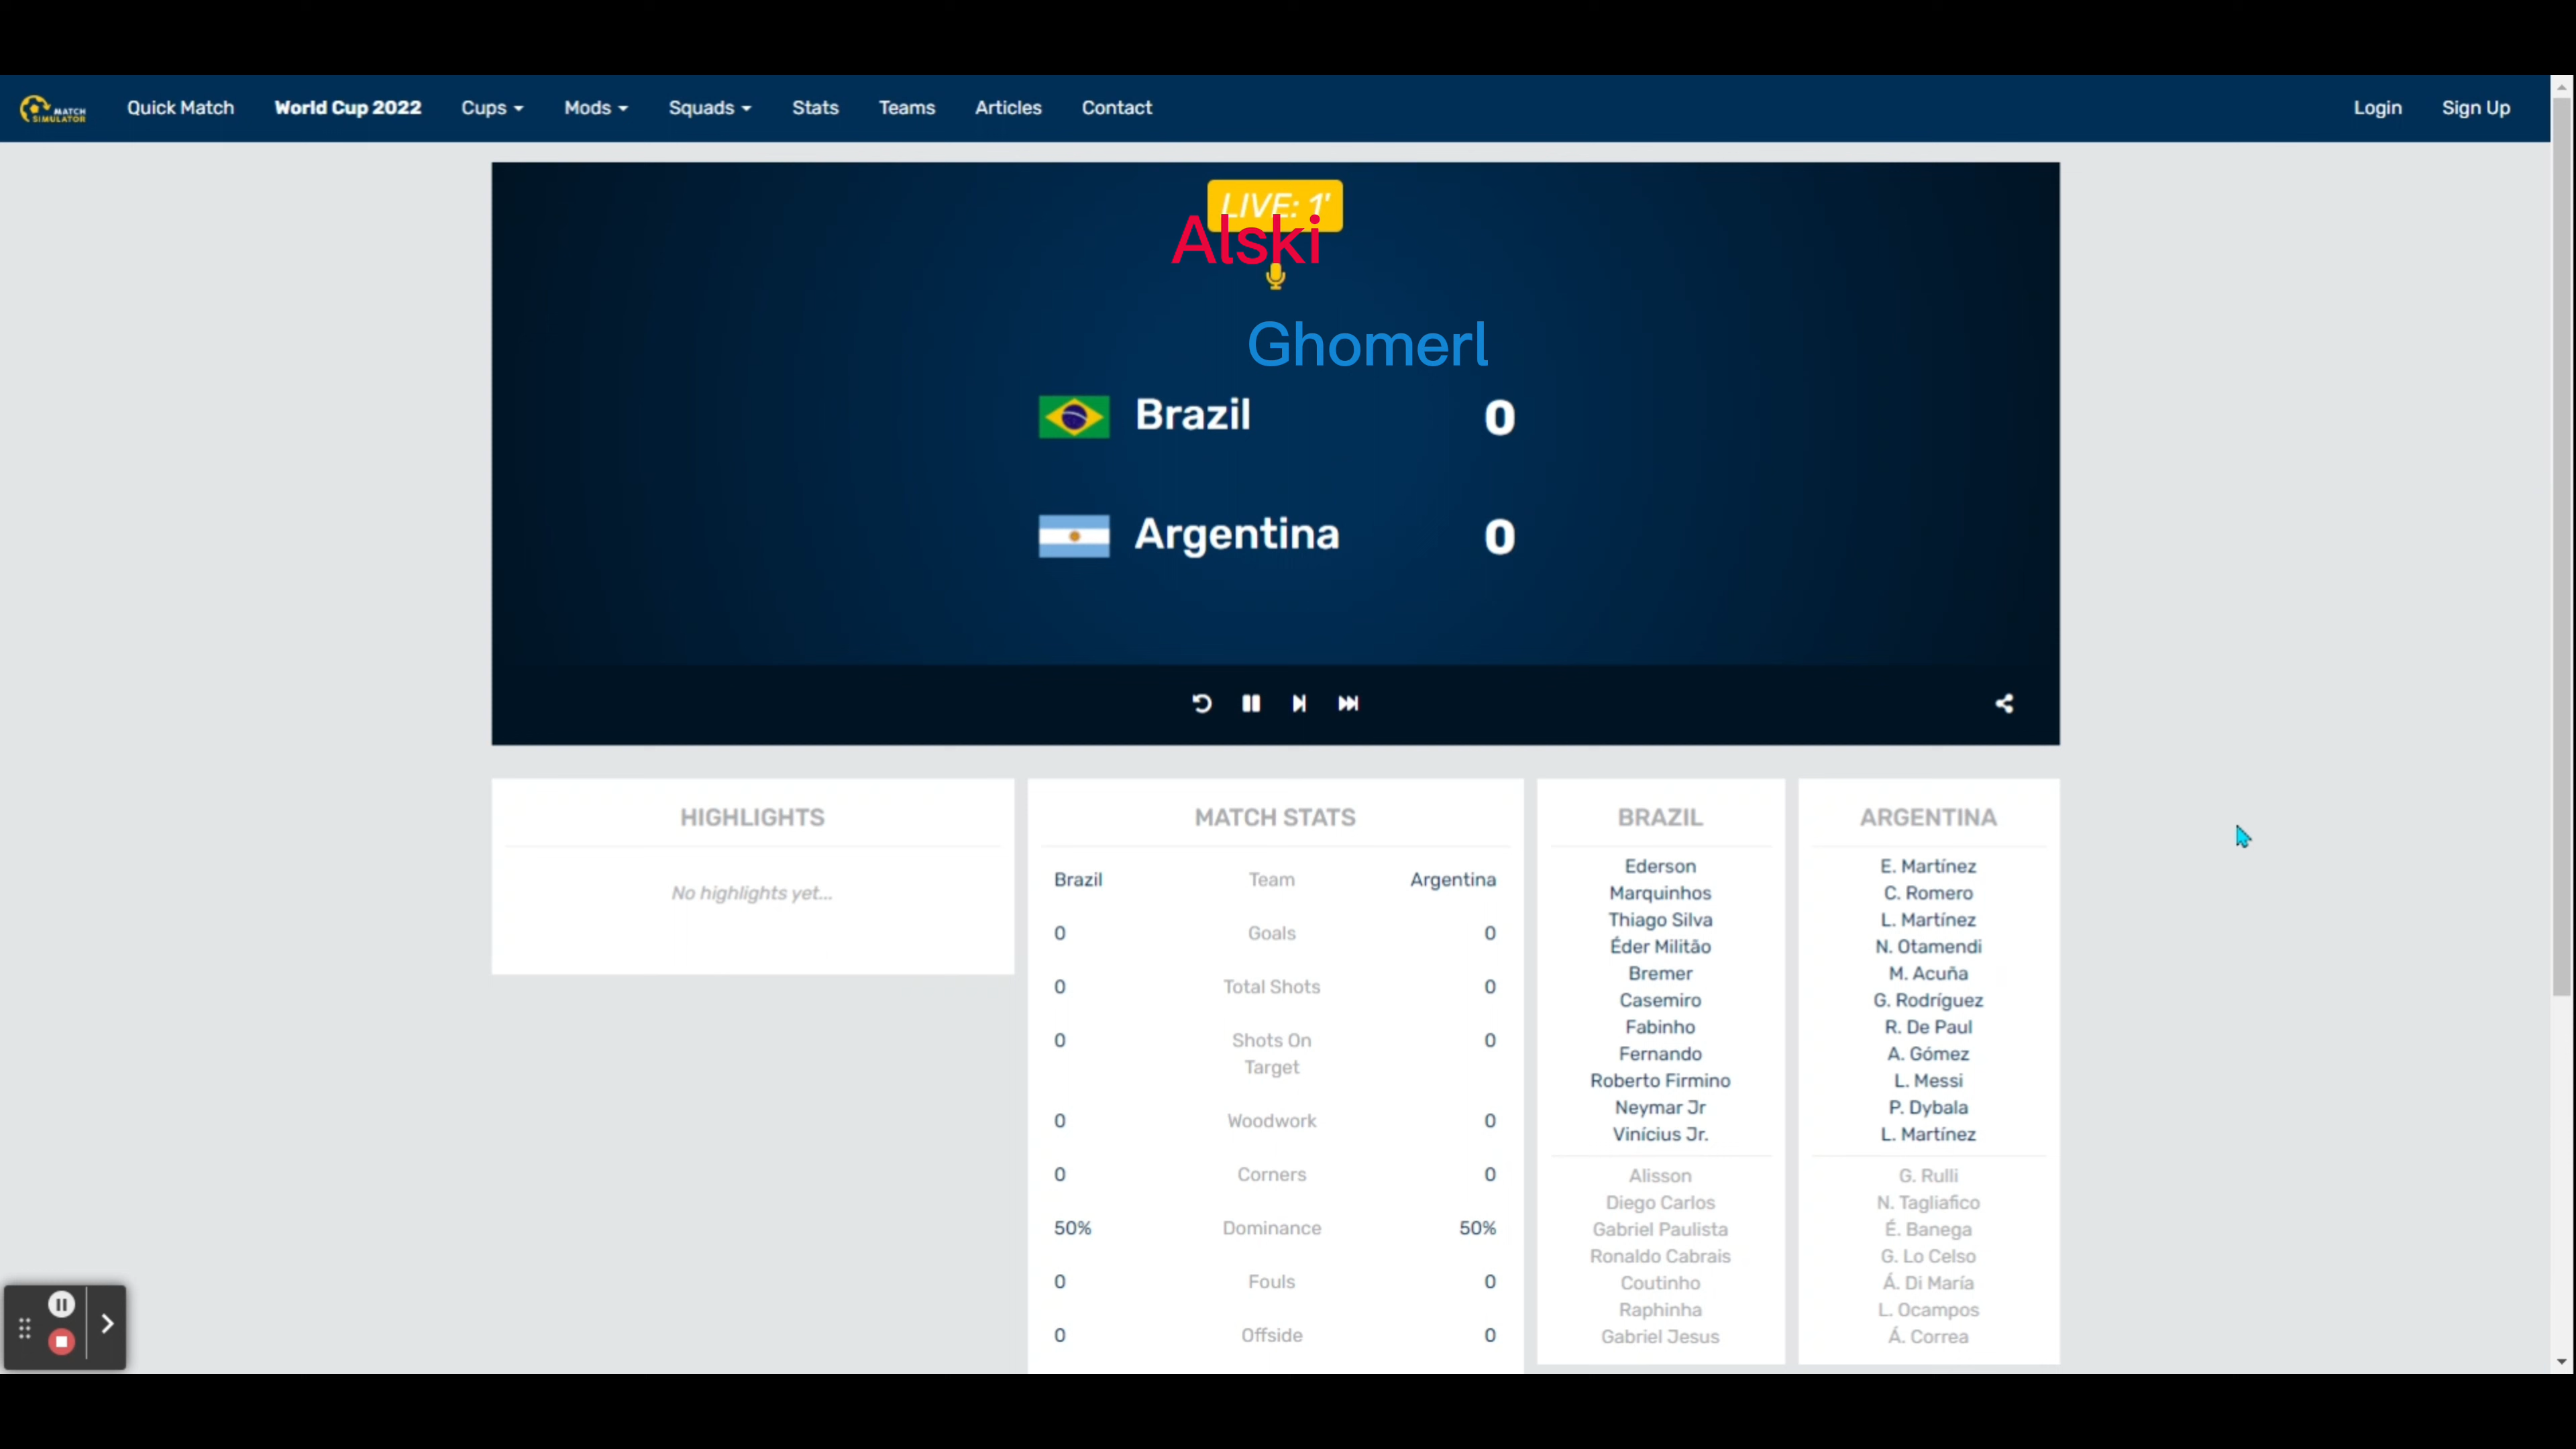 MATCH SIMULATOR Quick Match World Cup 2022 Cups Mods Squads Stats Teams Articles Contact Login Sign Up
LIVE: 1'
Alski
Ghomerl
Brazil 0
Argentina 0
HIGHLIGHTS
No highlights yet...
MATCH STATS
Brazil Team Argentina
0 Goals 0
0 Total Shots 0
0 Shots On 0
Target
0 Woodwork 0
0 Corners 0
50% Dominance 50%
0 Fouls 0
0 Offside 0
BRAZIL
Ederson
Marquinhos
Thiago Silva
Éder Militão
Bremer
Casemiro
Fabinho
Fernando
Roberto Firmino
Neymar Jr
Vinícius Jr.
Alisson
Diego Carlos
Gabriel Paulista
Ronaldo Cabrais
Coutinho
Raphinha
Gabriel Jesus
ARGENTINA
E. Martínez
C. Romero
L. Martínez
N. Otamendi
M. Acuña
G. Rodríguez
R. De Paul
A. Gómez
L. Messi
P. Dybala
L. Martínez
G. Rulli
N. Tagliafico
É. Banega
G. Lo Celso
Á. Di María
L. Ocampos
Á. Correa